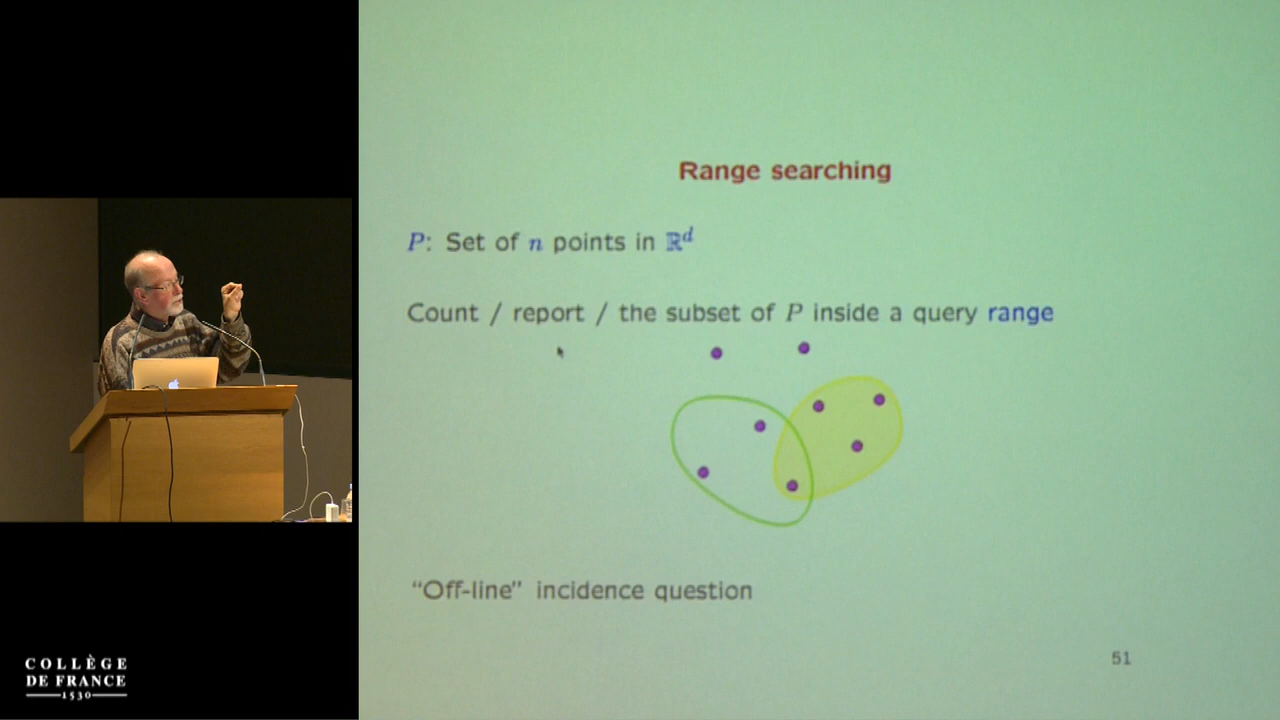 Range searching
P: Set of n points in ℝᵈ
Count / report / the subset of P inside a query range
“Off-line” incidence question
51
COLLÈGE
DE FRANCE
1530